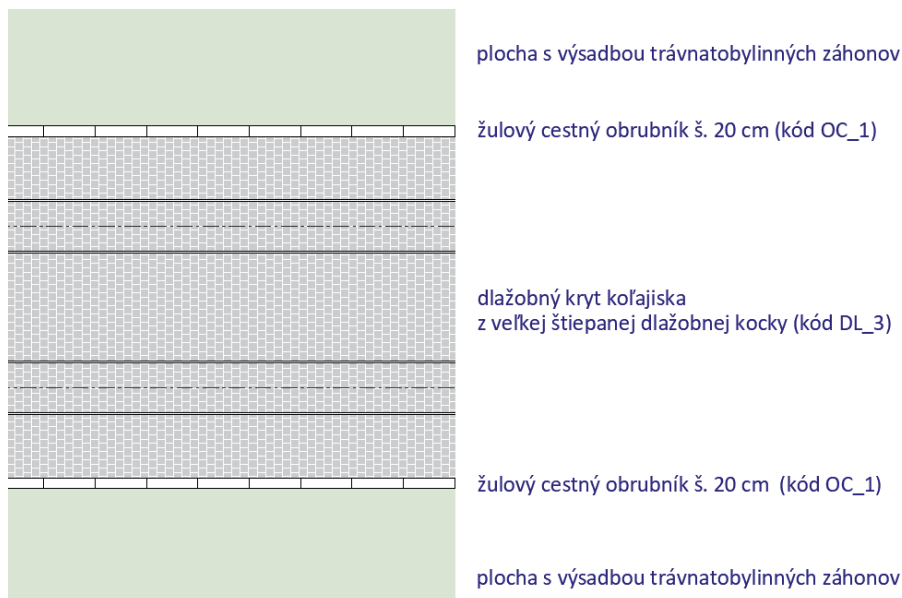 plocha s výsadbou trávnatobylinných záhonov
žulový cestný obrubník š. 20 cm (kód OC_1)
dlažobný kryt koľajiska
z veľkej štiepanej dlažobnej kocky (kód DL_3)
žulový cestný obrubník š. 20 cm (kód OC_1)
plocha s výsadbou trávnatobylinných záhonov